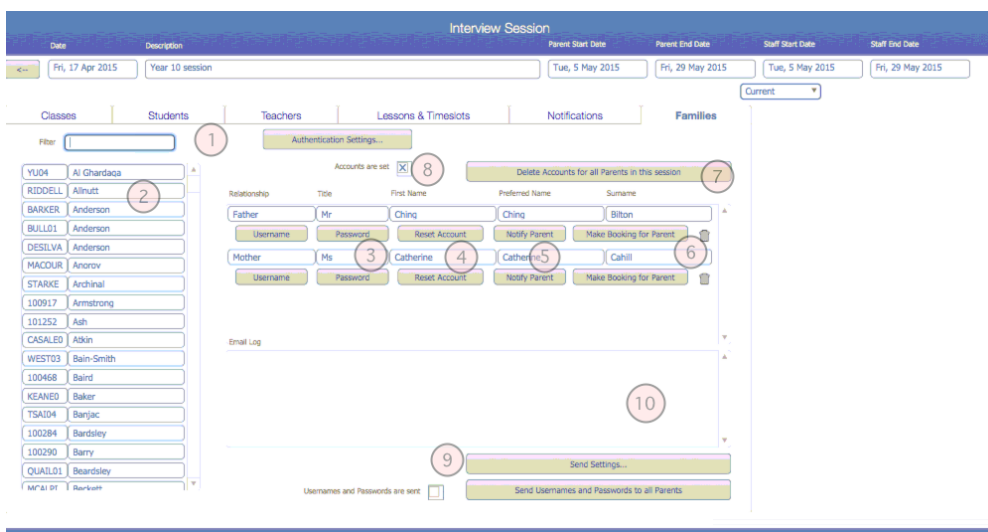 Interview Session
Date Description Parent Start Date Parent End Date Staff Start Date Staff End Date
<-- Fri, 17 Apr 2015 Year 10 session Tue, 5 May 2015 Fri, 29 May 2015 Tue, 5 May 2015 Fri, 29 May 2015
Current
Classes Students Teachers Lessons & Timeslots Notifications Families
Filter 1 Authentication Settings...
Accounts are set X 8 Delete Accounts for all Parents in this session 7
YU04 Al Ghardaqa
RIDDELL Allnutt 2
Relationship Title First Name Preferred Name Surname
BARKER Anderson
Father Mr Ching Ching Bilton
BULL01 Anderson
Username Password Reset Account Notify Parent Make Booking for Parent
DESILVA Anderson
Mother Ms 3 Catherine 4 Catherine 5 Cahill 6
MACOUR Anorov
Username Password Reset Account Notify Parent Make Booking for Parent
STARKE Archinal
100917 Armstrong
101252 Ash
CASALE0 Atkin
Email Log
WEST03 Bain-Smith
100468 Baird
KEANE0 Baker
10
TSAI04 Banjac
100284 Bardsley
100290 Barry
9 Send Settings...
QUAIL01 Beardsley
MCALPI Beckett
Usernames and Passwords are sent Send Usernames and Passwords to all Parents